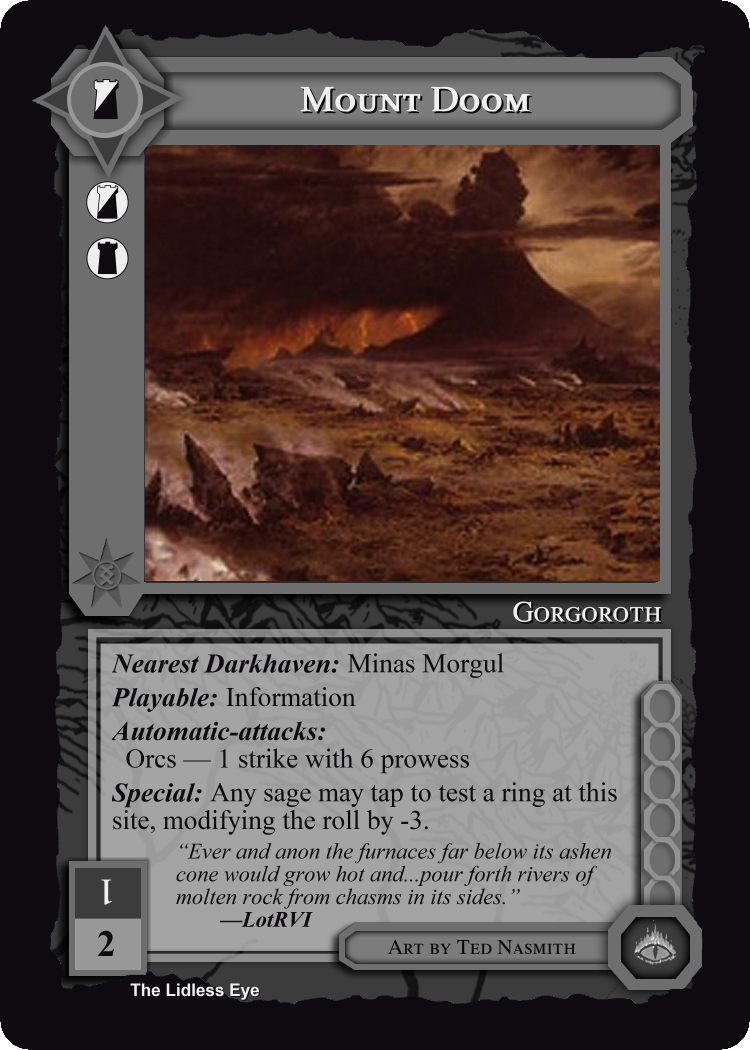 Mount Doom
Gorgoroth
Nearest Darkhaven: Minas Morgul
Playable: Information
Automatic-attacks:
Orcs — 1 strike with 6 prowess
Special: Any sage may tap to test a ring at this
site, modifying the roll by -3.
“Ever and anon the furnaces far below its ashen
cone would grow hot and...pour forth rivers of
molten rock from chasms in its sides.”
—LotRVI
1
2
Art by Ted Nasmith
The Lidless Eye